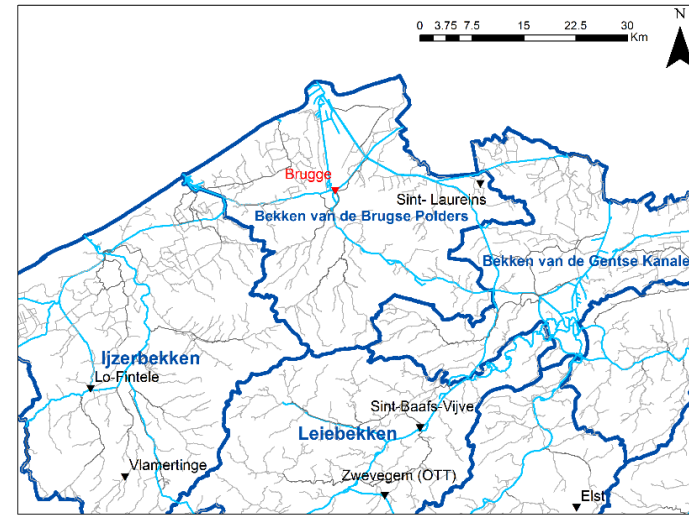 N
0 3.75 7.5 15 22.5 30
Km
Brugge
Sint- Laureins
Bekken van de Brugse Polders
Bekken van de Gentse Kanale
Ijzerbekken
Lo-Fintele
Sint-Baafs-Vijve
Leiebekken
Vlamertinge
Zwevegem (OTT)
Elst